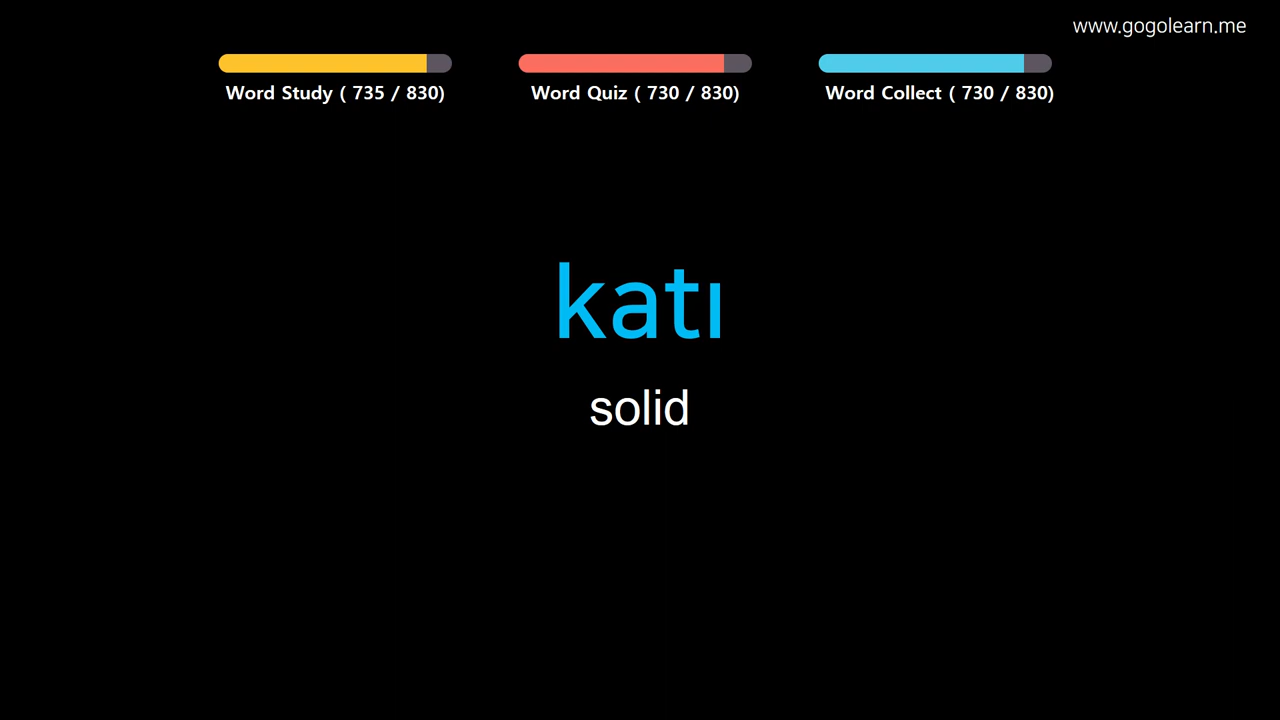 www.gogolearn.me
Word Study ( 735 / 830)
Word Quiz ( 730 / 830)
Word Collect ( 730 / 830)
katı
solid